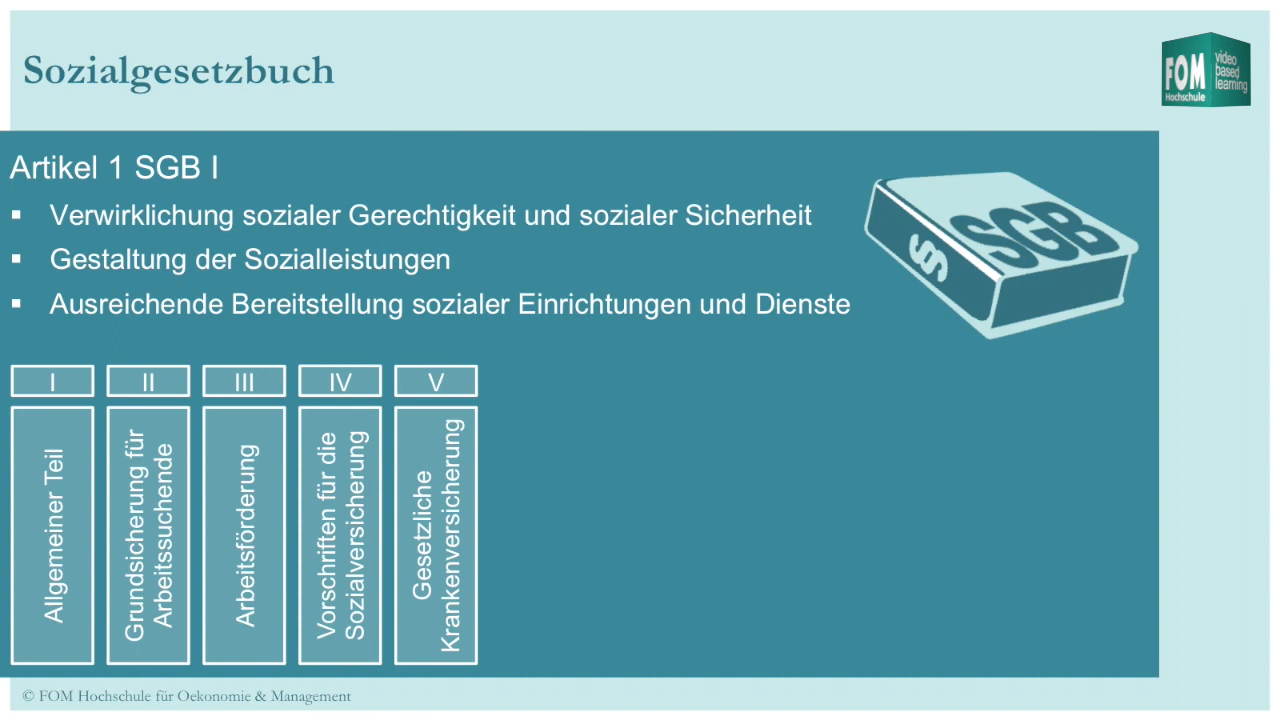 Sozialgesetzbuch
FOM
Hochschule
video
based
learning
Artikel 1 SGB I
▪ Verwirklichung sozialer Gerechtigkeit und sozialer Sicherheit
▪ Gestaltung der Sozialleistungen
▪ Ausreichende Bereitstellung sozialer Einrichtungen und Dienste
SGB
§
I
Allgemeiner Teil
II
Grundsicherung für
Arbeitssuchende
III
Arbeitsförderung
IV
Vorschriften für die
Sozialversicherung
V
Gesetzliche
Krankenversicherung
© FOM Hochschule für Oekonomie & Management